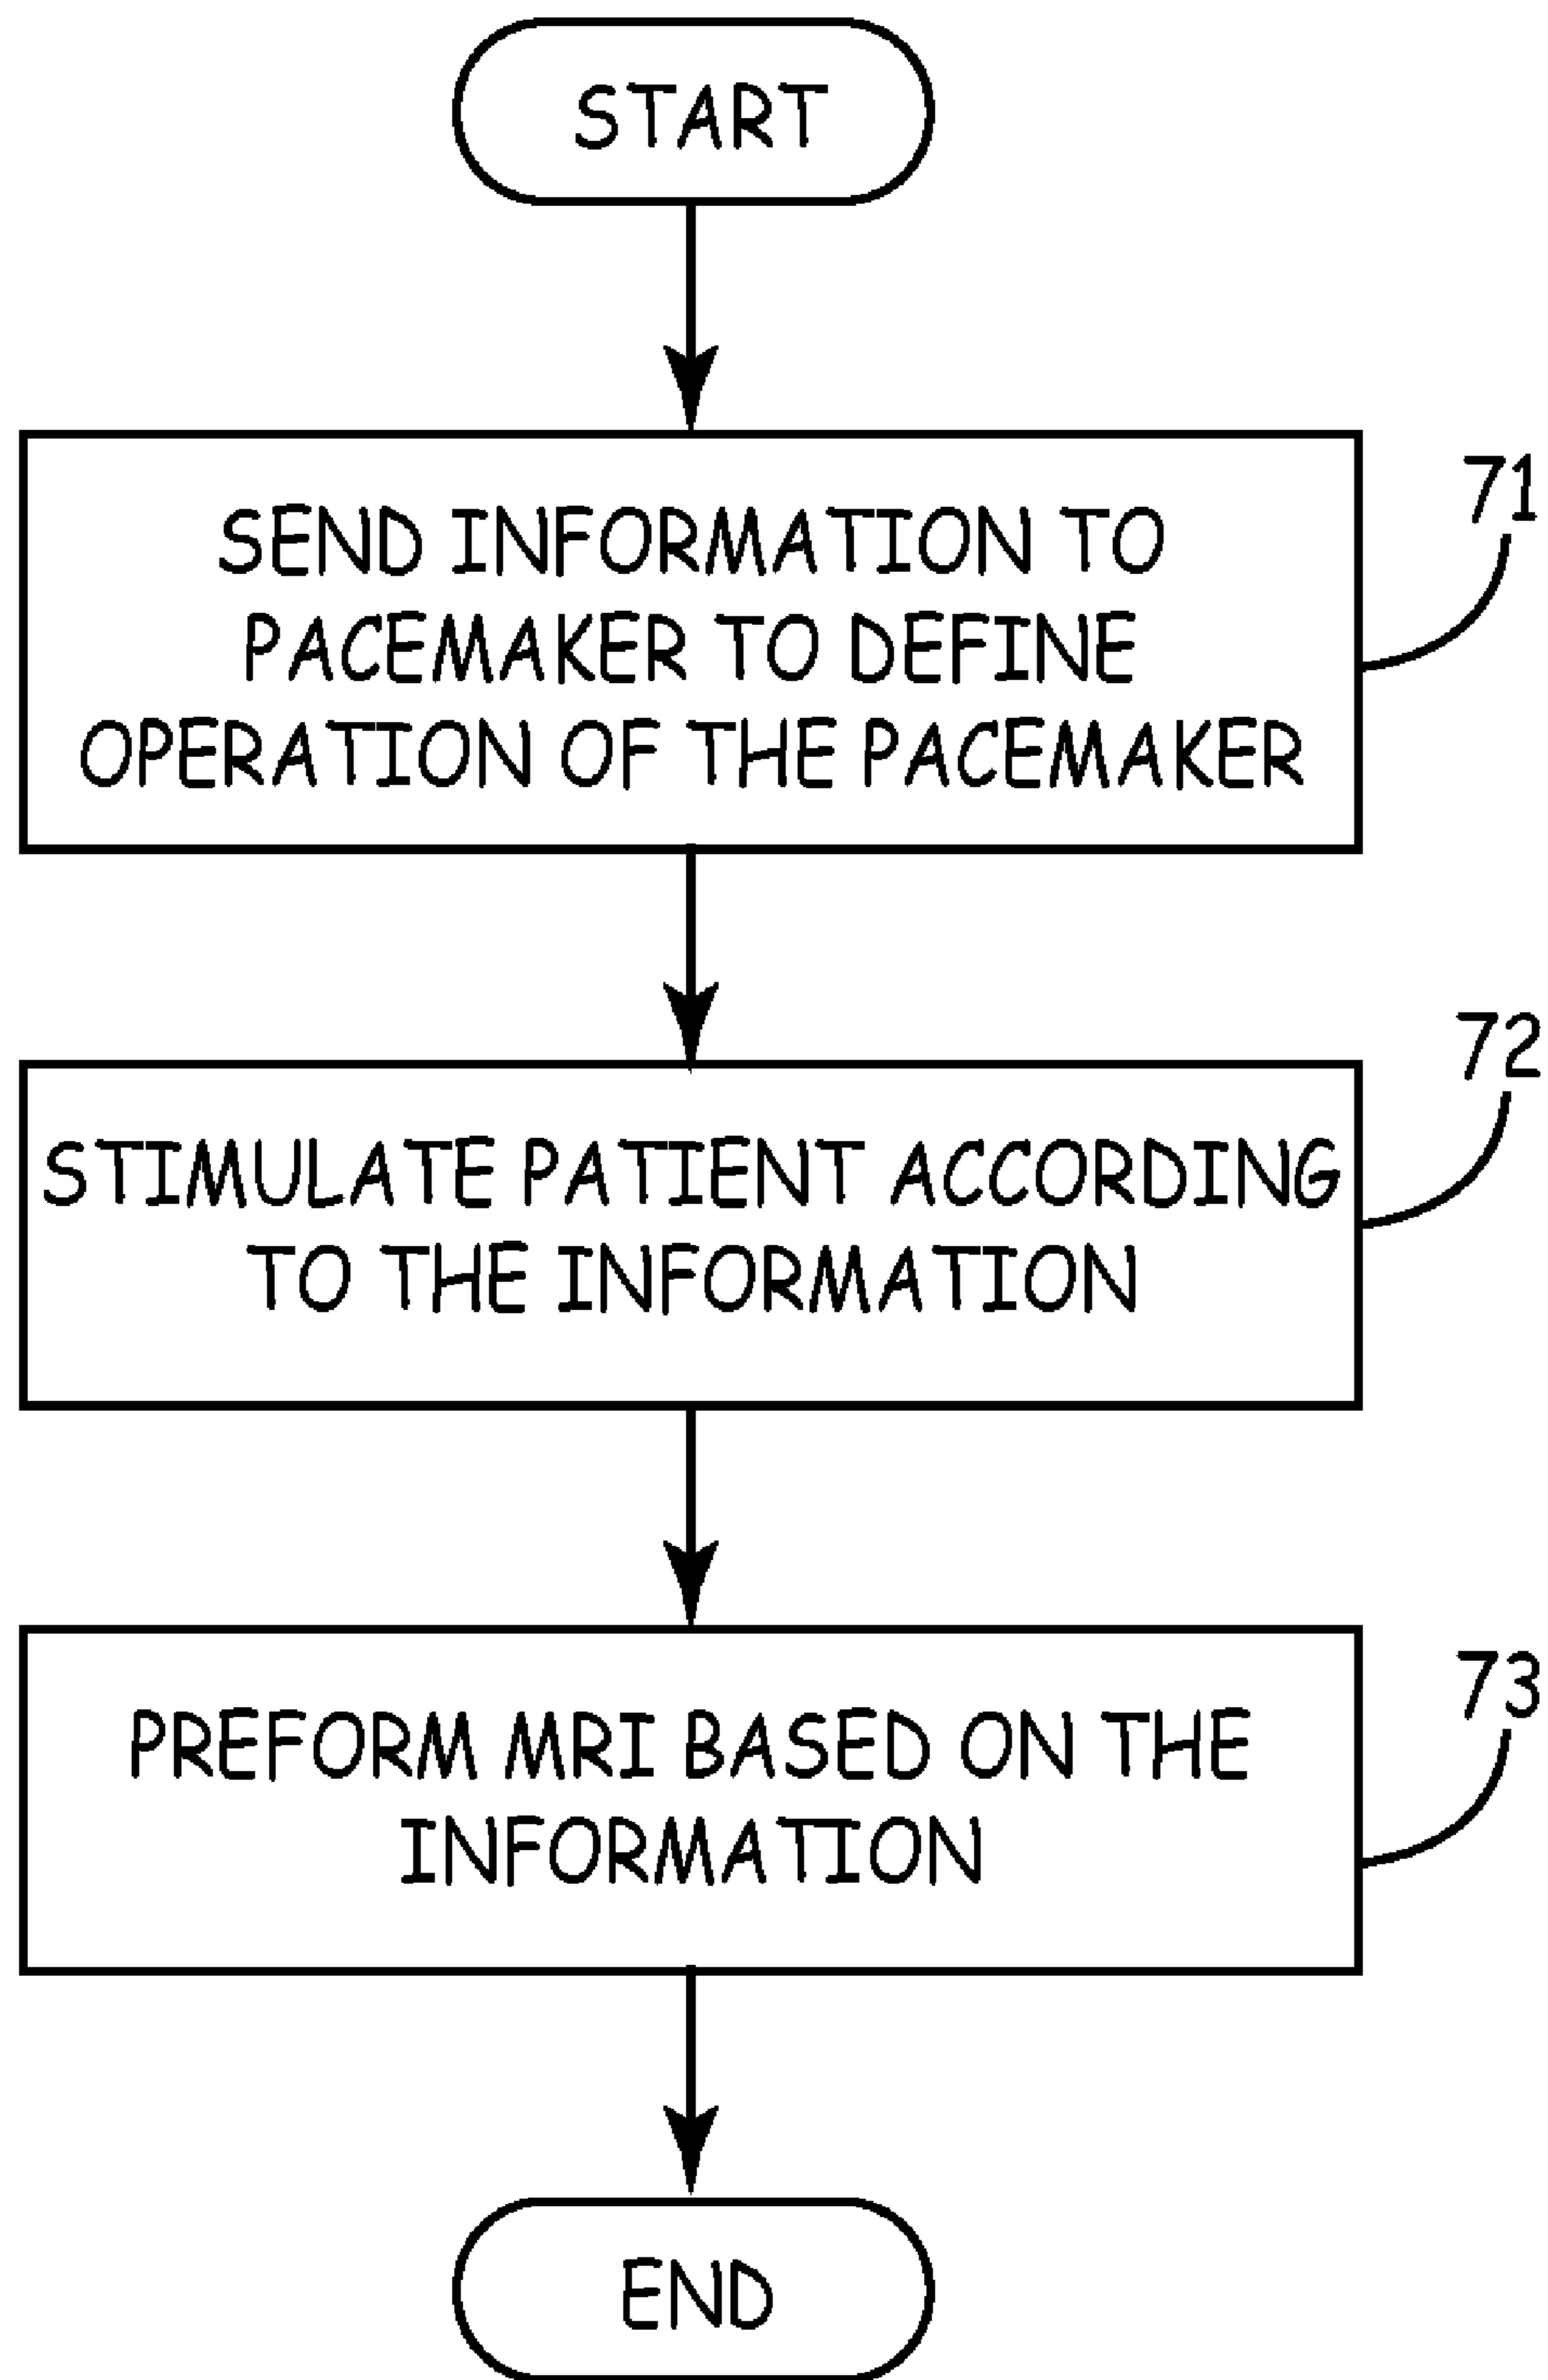 START
SEND INFORMATION TO
PACEMAKER TO DEFINE
OPERATION OF THE PACEMAKER
71
STIMULATE PATIENT ACCORDING
TO THE INFORMATION
72
PREFORM MRI BASED ON THE
INFORMATION
73
END